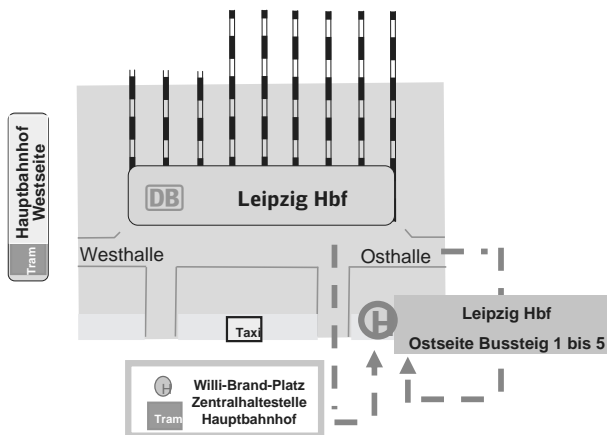 Hauptbahnhof
Westseite
Tram
DB
Leipzig Hbf
Westhalle
Osthalle
Taxi
H
Leipzig Hbf
Ostseite Bussteig 1 bis 5
H
Willi-Brand-Platz
Zentralhaltestelle
Tram
Hauptbahnhof